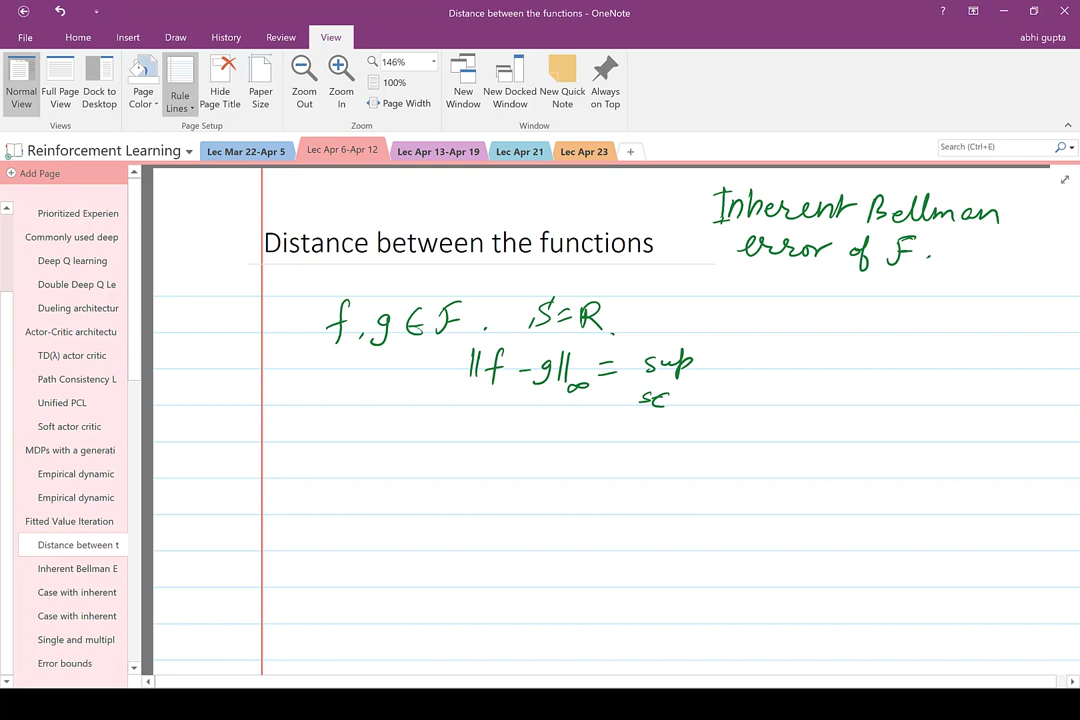 Distance between the functions - OneNote
?
File
Home
Insert
Draw
History
Review
View
abhi gupta
Normal View
Full Page View
Dock to Desktop
Page Color
Rule Lines
Hide Page Title
Paper Size
Zoom Out
Zoom In
146%
100%
Page Width
New Window
New Docked Window
New Quick Note
Always on Top
Views
Page Setup
Zoom
Window
Reinforcement Learning
Lec Mar 22-Apr 5
Lec Apr 6-Apr 12
Lec Apr 13-Apr 19
Lec Apr 21
Lec Apr 23
+
Search (Ctrl+E)
Add Page
Prioritized Experien
Commonly used deep
Deep Q learning
Double Deep Q Le
Dueling architectur
Actor-Critic architectu
TD(λ) actor critic
Path Consistency L
Unified PCL
Soft actor critic
MDPs with a generati
Empirical dynamic
Empirical dynamic
Fitted Value Iteration
Distance between t
Inherent Bellman E
Case with inherent
Case with inherent
Single and multipl
Error bounds
Inherent Bellman
error of F.
Distance between the functions
f, g ∈ F. S = ℝ.
||f - g||∞ = sup
s∈